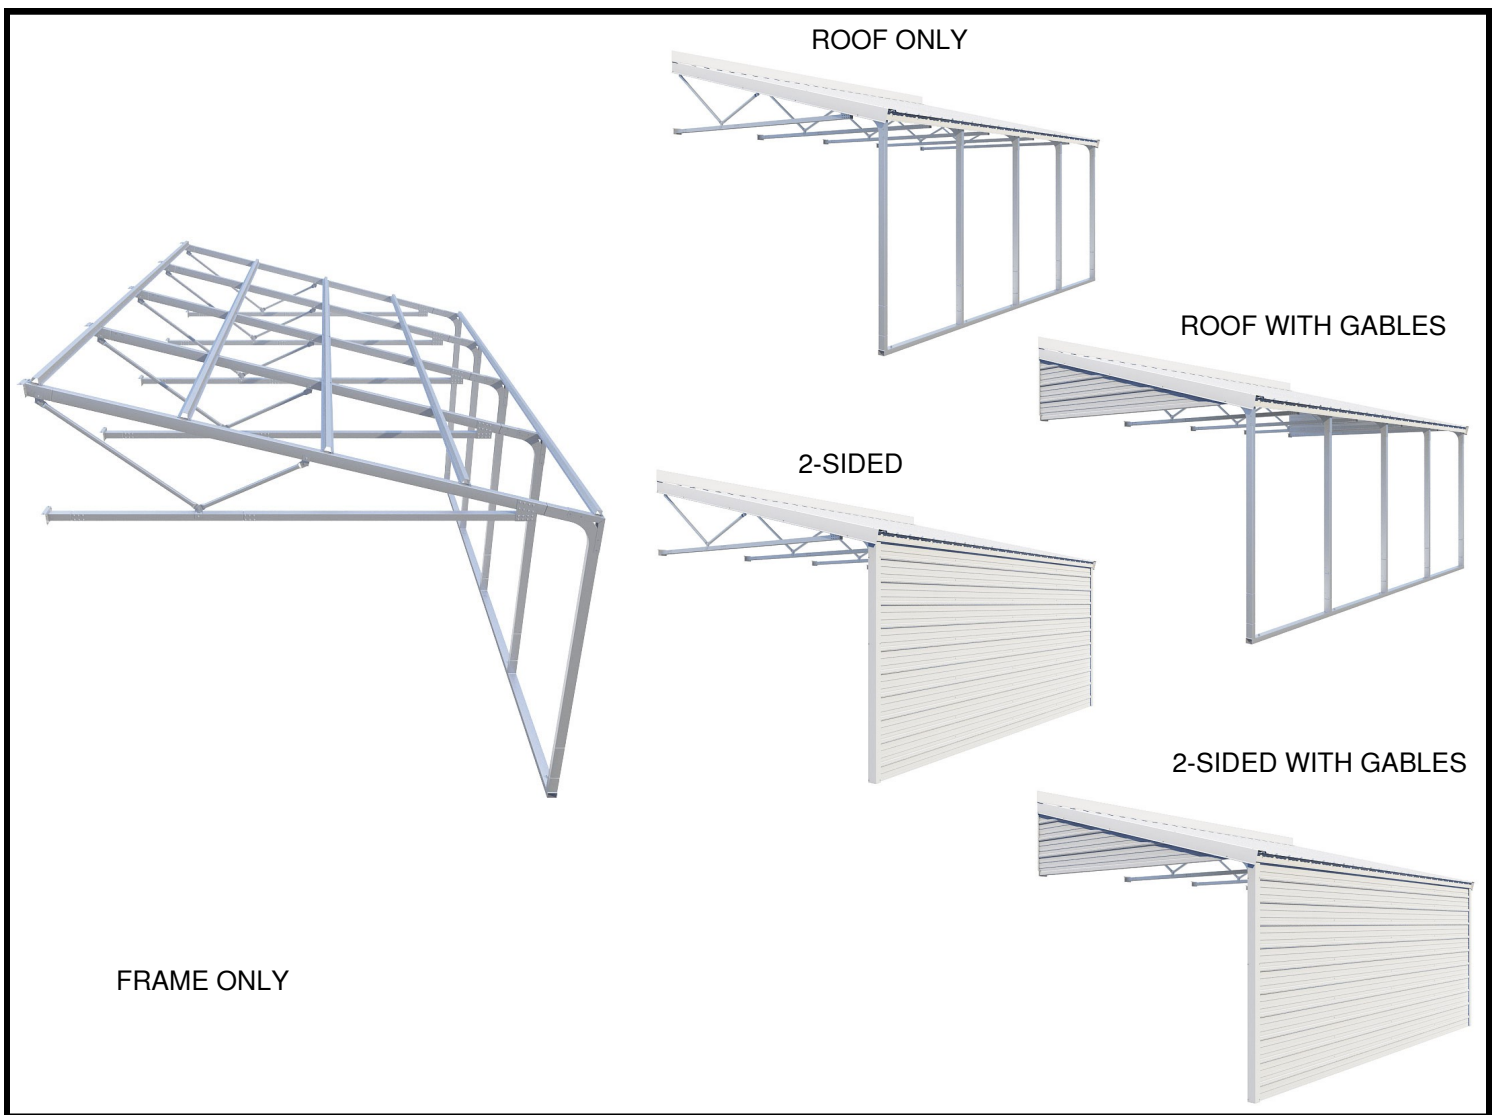 ROOF ONLY
ROOF WITH GABLES
2-SIDED
2-SIDED WITH GABLES
FRAME ONLY